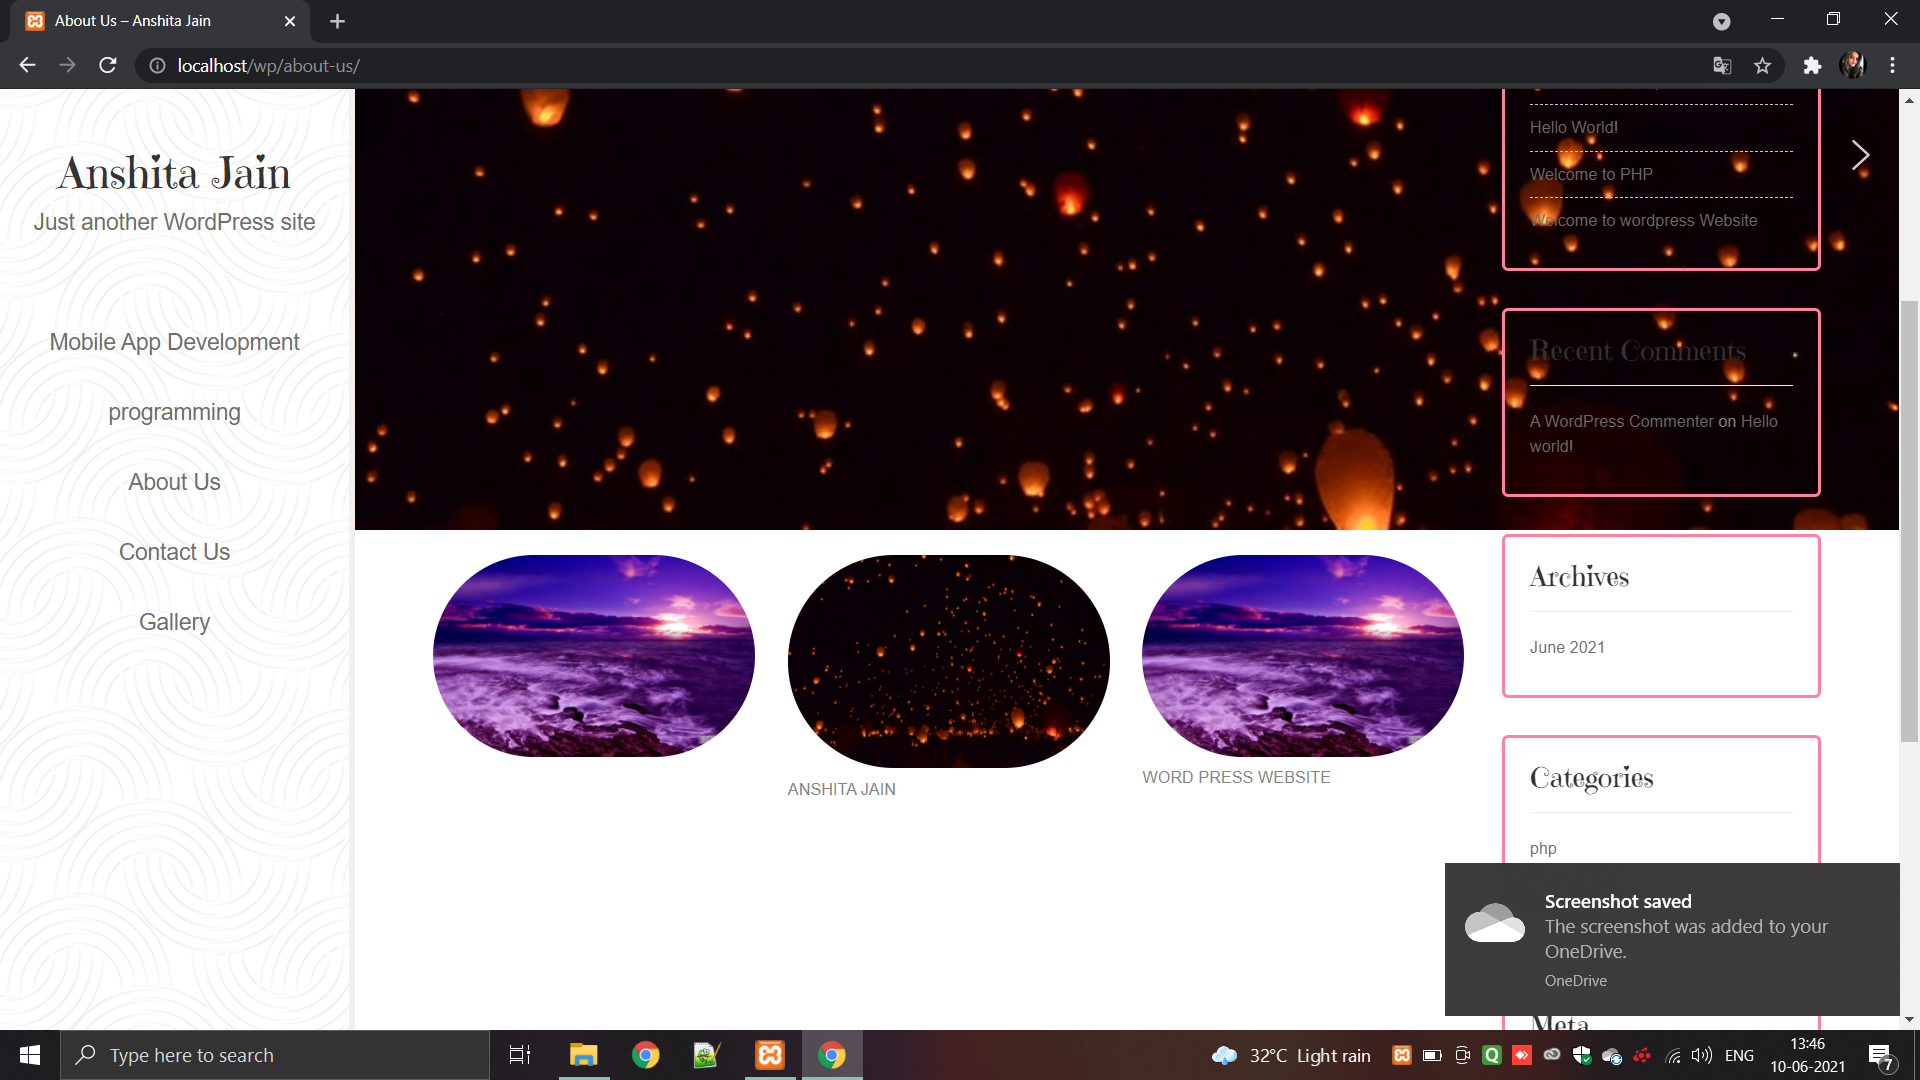 About Us – Anshita Jain
localhost/wp/about-us/
Anshita Jain
Just another WordPress site
Mobile App Development
programming
About Us
Contact Us
Gallery
Hello World!
Welcome to PHP
Welcome to wordpress Website
Recent Comments
A WordPress Commenter on Hello
world!
Archives
June 2021
ANSHITA JAIN
WORD PRESS WEBSITE
Categories
php
Screenshot saved
The screenshot was added to your
OneDrive.
OneDrive
Meta
Type here to search
32°C Light rain
ENG
13:46
10-06-2021
7